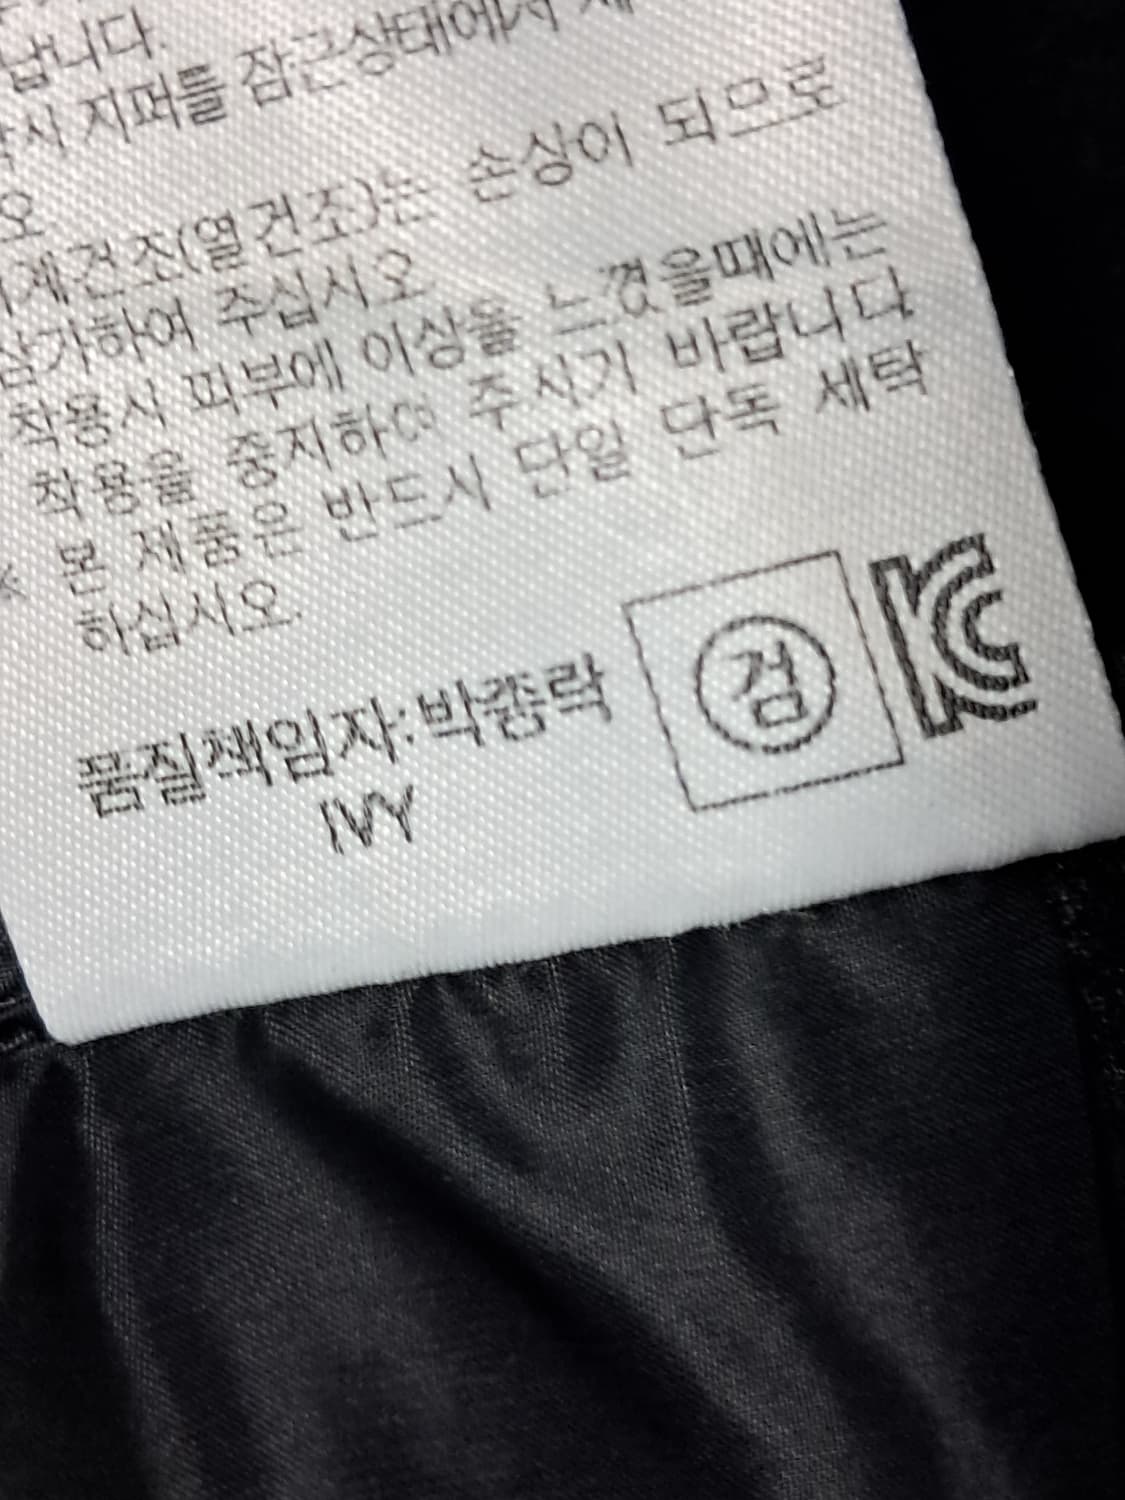 납니다.
시 지퍼를 잠근상태에서
오
계건조(열건조)는 손상이 되므로
삼가하여 주십시오
착용시 피부에 이상을 느꼈을때에는
착용을 중지하여 주시기 바랍니다
본 제품은 반드시 단일 단독 세탁
하십시오.
품질책임자:박종락
IVY
검
KC